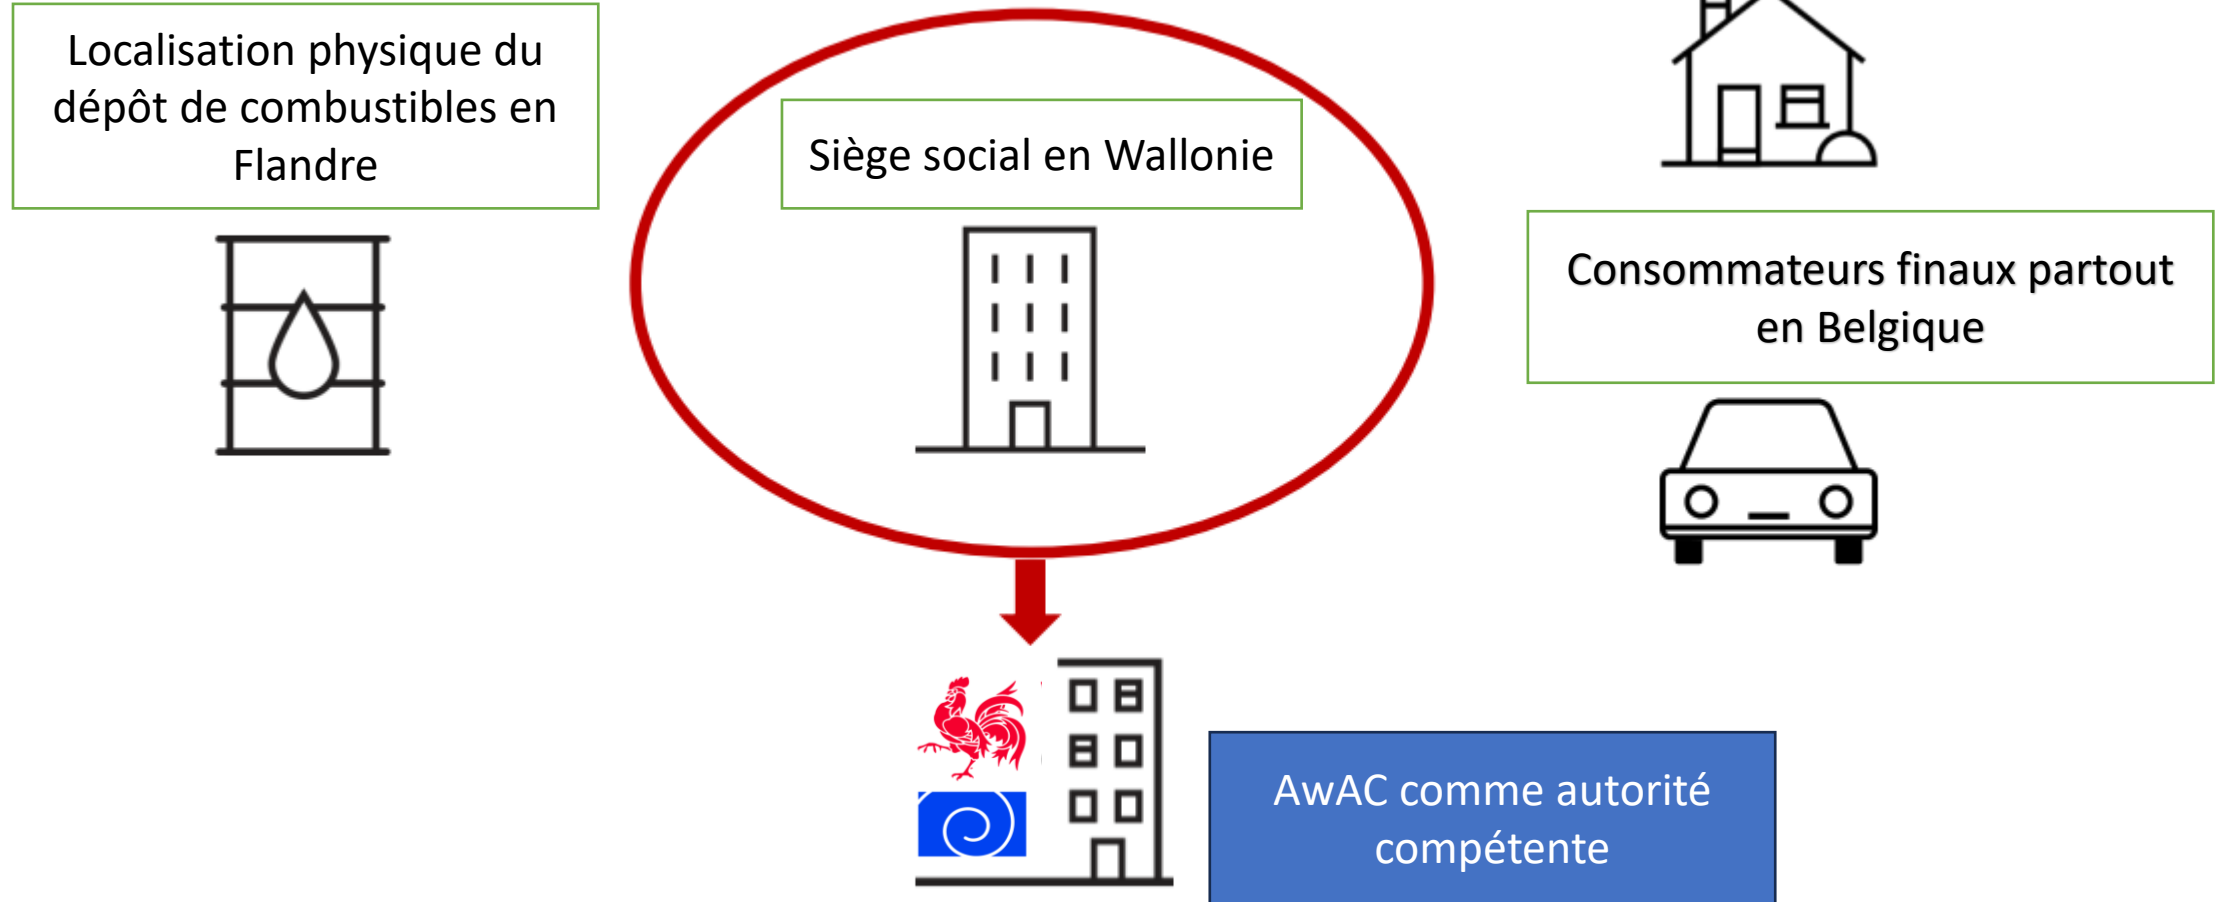 Localisation physique du
dépôt de combustibles en
Flandre
Siège social en Wallonie
Consommateurs finaux partout
en Belgique
AwAC comme autorité
compétente